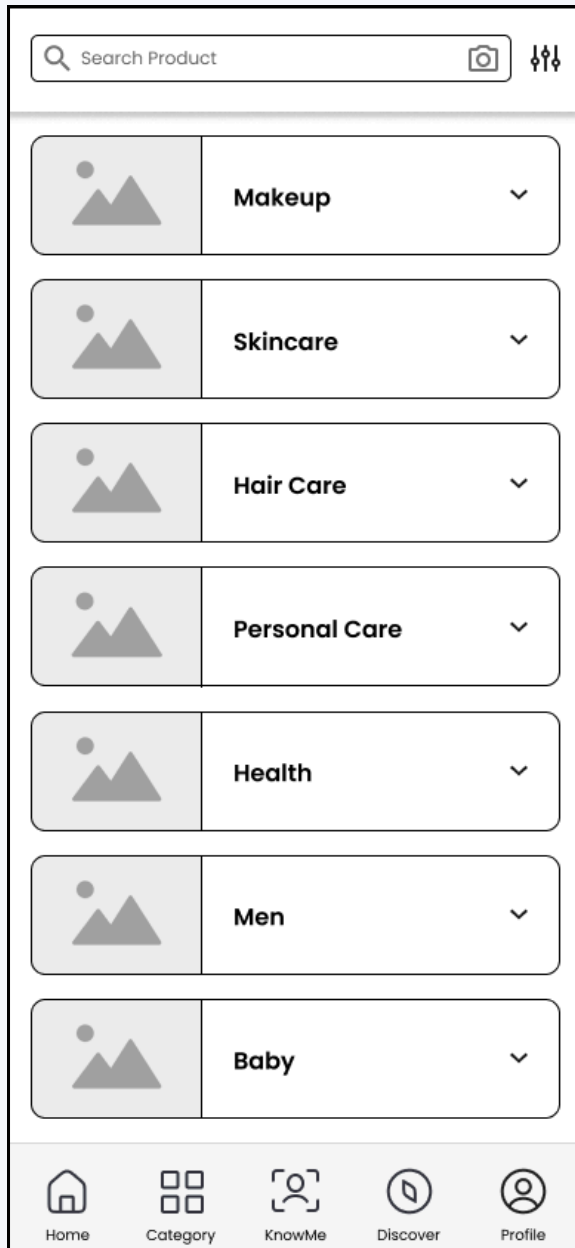 Search Product
Makeup
Skincare
Hair Care
Personal Care
Health
Men
Baby
Home Category KnowMe Discover Profile